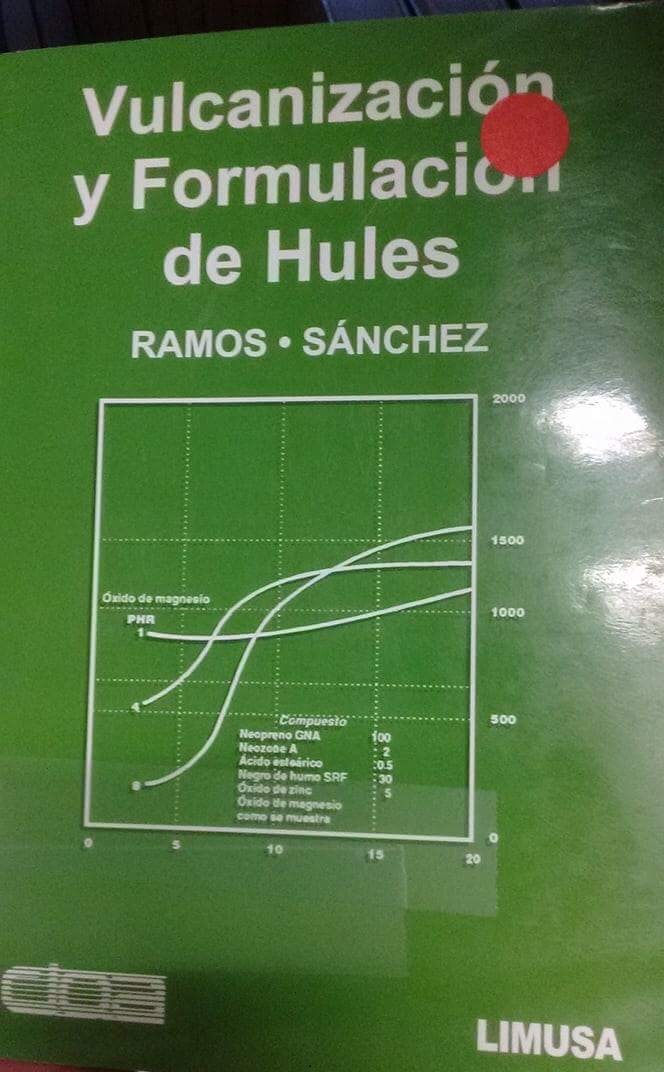 Vulcanización
y Formulación
de Hules
RAMOS • SÁNCHEZ
2000
1500
Óxido de magnesio
1000
PHR
1
4
500
Compuesto
Neopreno GNA 100
Neozone A 2
Ácido esteárico 0.5
Negro de humo SRF 30
Óxido de zinc 5
Óxido de magnesio
como se muestra
0
0 5 10 15 20
LIMUSA